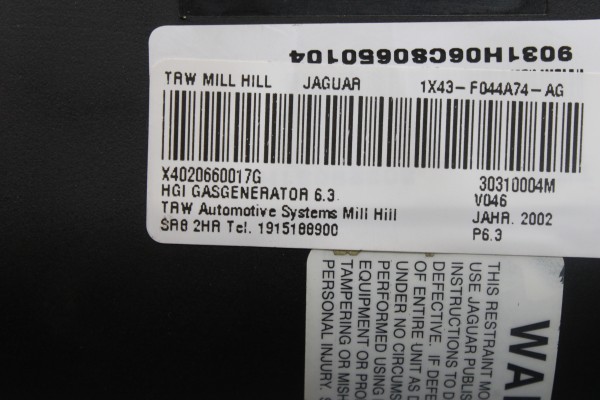 9031H06CS0650104
TRW MILL HILL JAGUAR 1X43-F044A74-AG
X4020660017G 30310004M
HGI GASGENERATOR 6.3. V046
TRW Automotive Systems Mill Hill JAHR. 2002
SR8 2HR Tel. 1915188900 P6.3
WA
THIS RESTRAINT MO
USE JAGUAR PUBLIS
INSTRUCTIONS TO D
DEFECTIVE. IF DEFE
OF ENTIRE UNIT AS D
UNDER NO CIRCUMS
PERFORMED USING
EQUIPMENT OR PRO
TAMPERING OR MISH
PERSONAL INJURY. S